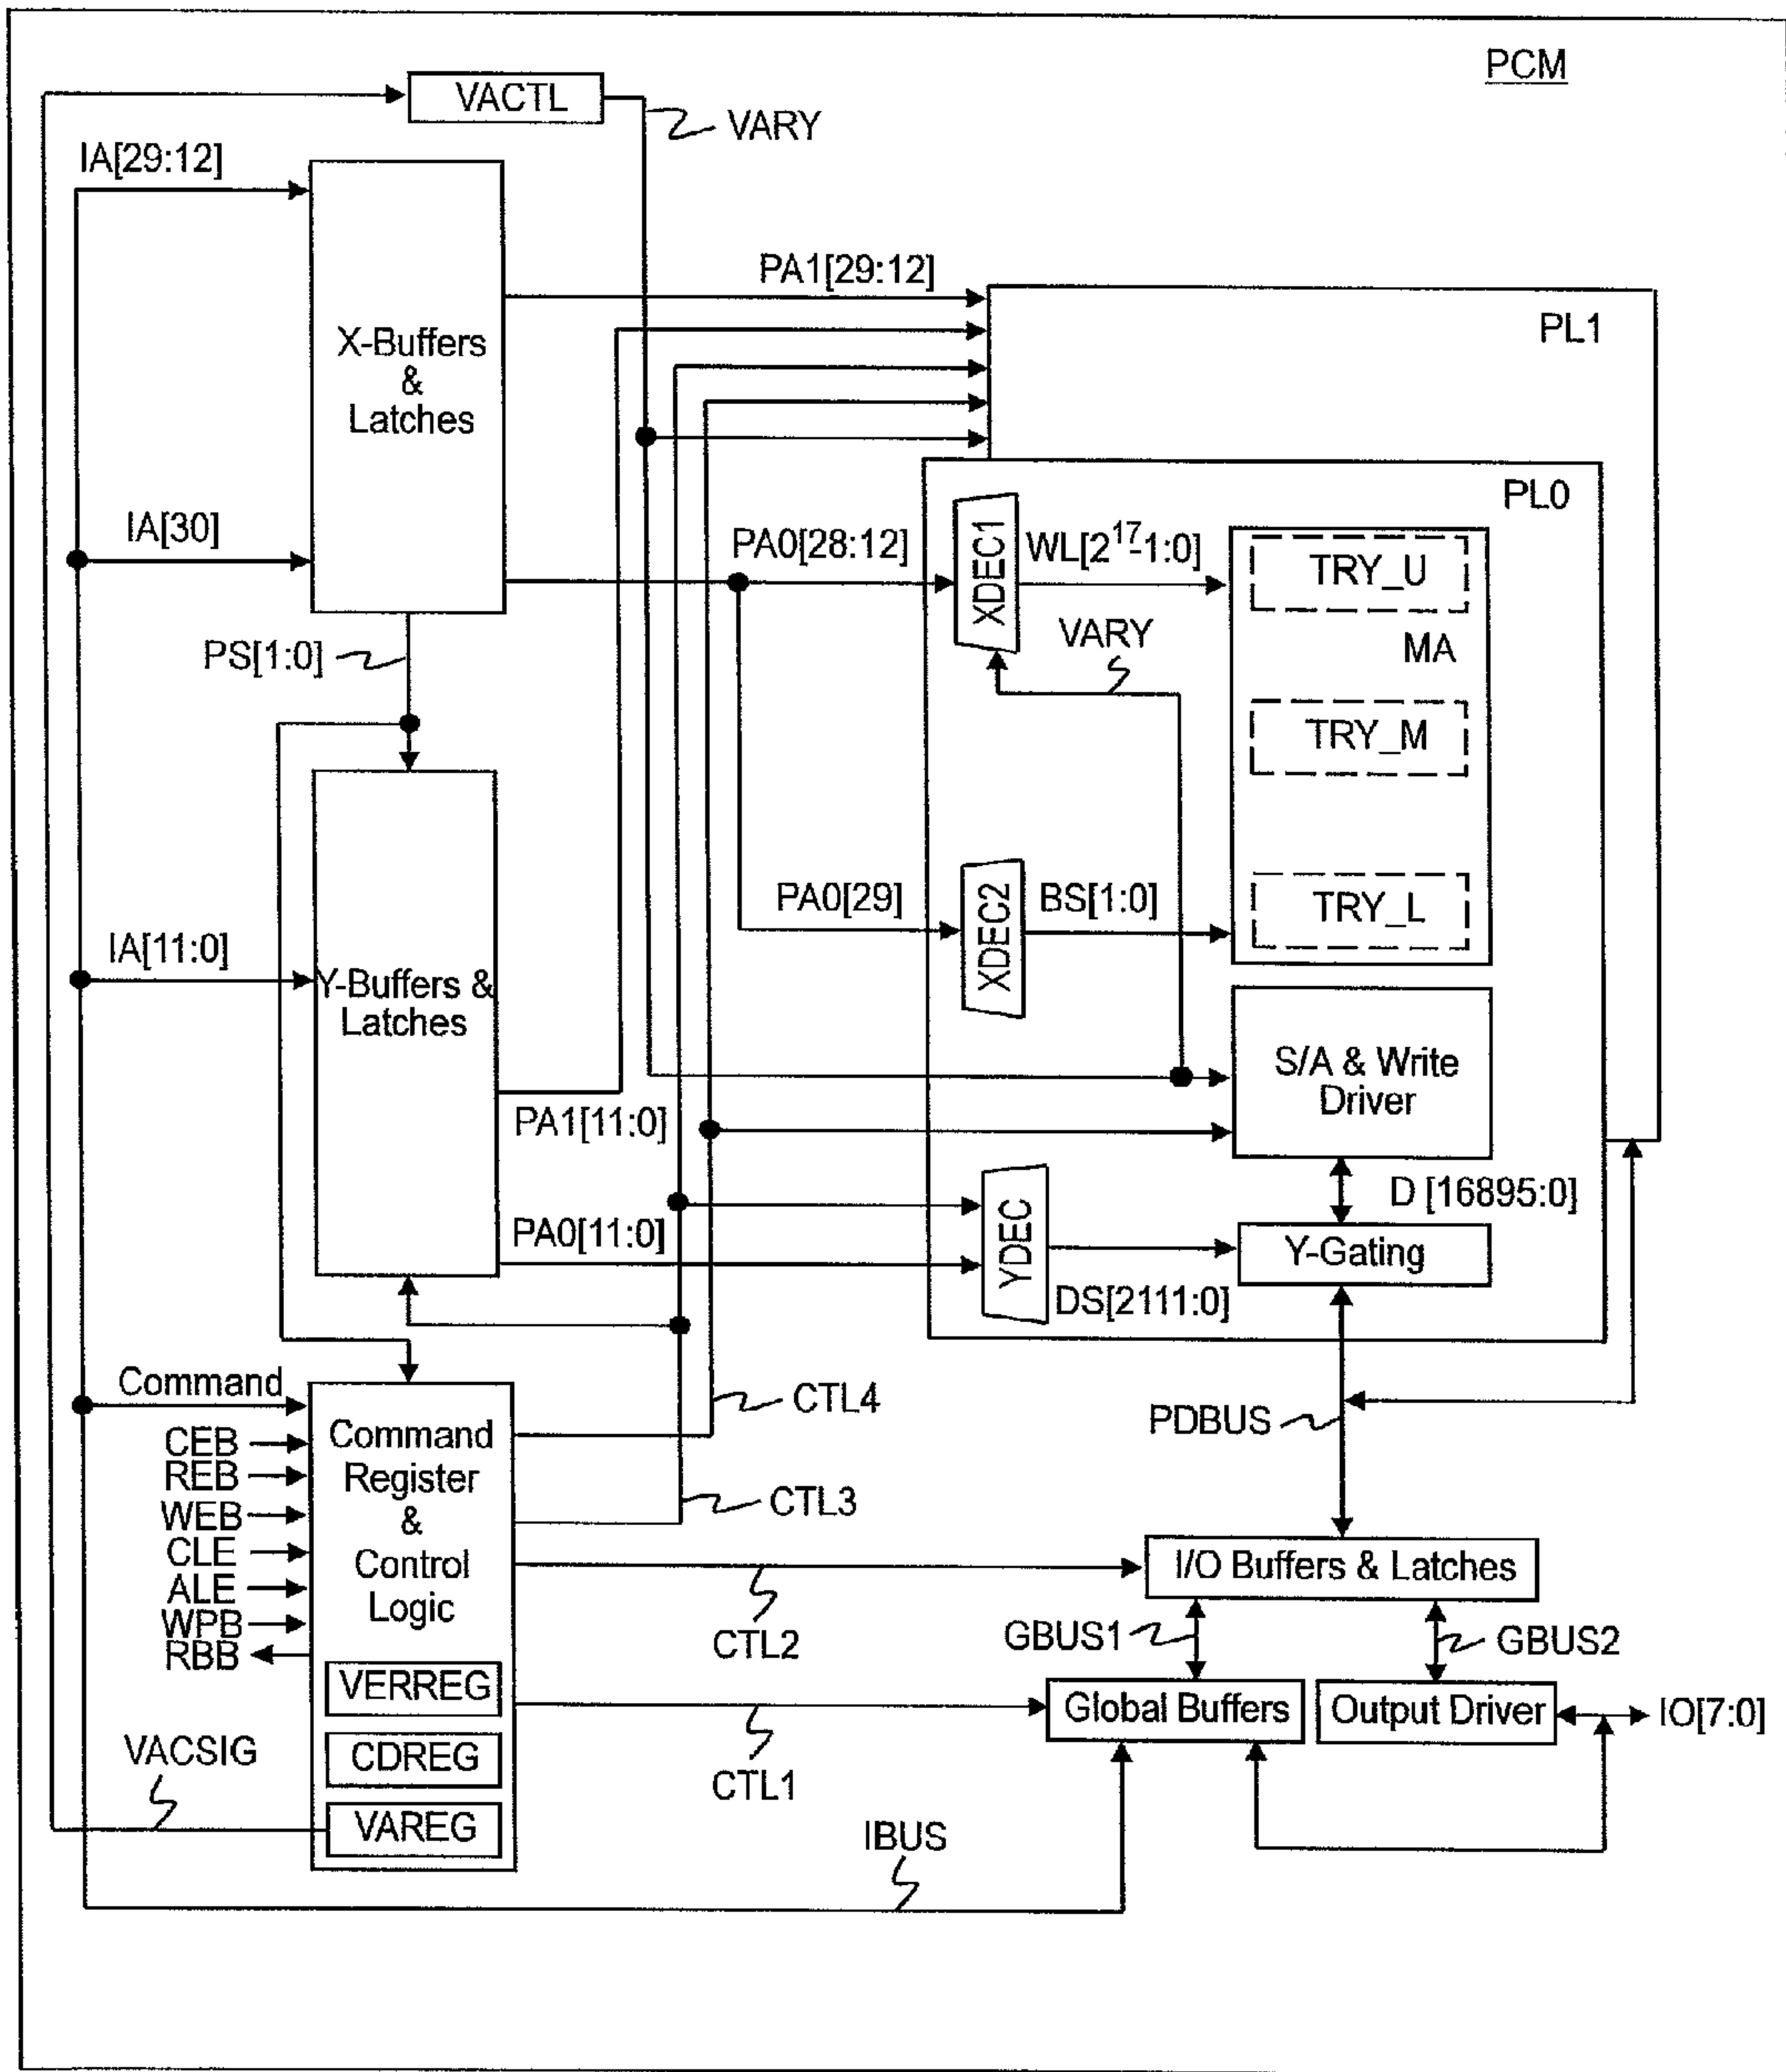 PCM
VACTL
VARY
IA[29:12]
X-Buffers
&
Latches
PA1[29:12]
PL1
IA[30]
PL0
PA0[28:12]
XDEC1
WL[2^17-1:0]
TRY_U
MA
VARY
TRY_M
PS[1:0]
PA0[29]
XDEC2
BS[1:0]
TRY_L
IA[11:0]
Y-Buffers &
Latches
S/A & Write
Driver
PA1[11:0]
D [16895:0]
PA0[11:0]
YDEC
Y-Gating
DS[2111:0]
Command
CEB
REB
WEB
CLE
ALE
WPB
RBB
Command
Register
&
Control
Logic
VERREG
CDREG
VAREG
CTL4
PDBUS
CTL3
I/O Buffers & Latches
CTL2
GBUS1
GBUS2
Global Buffers
Output Driver
IO[7:0]
CTL1
VACSIG
IBUS